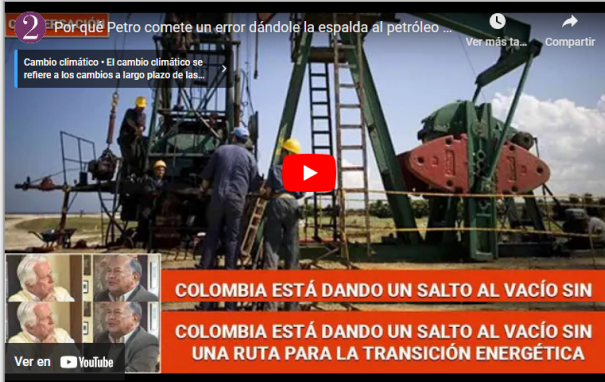 CONVERSACIÓN
2
Por qué Petro comete un error dándole la espalda al petróleo ...
Ver más ta...
Compartir
Cambio climático • El cambio climático se
refiere a los cambios a largo plazo de las...
COLOMBIA ESTÁ DANDO UN SALTO AL VACÍO SIN
COLOMBIA ESTÁ DANDO UN SALTO AL VACÍO SIN
UNA RUTA PARA LA TRANSICIÓN ENERGÉTICA
Ver en YouTube